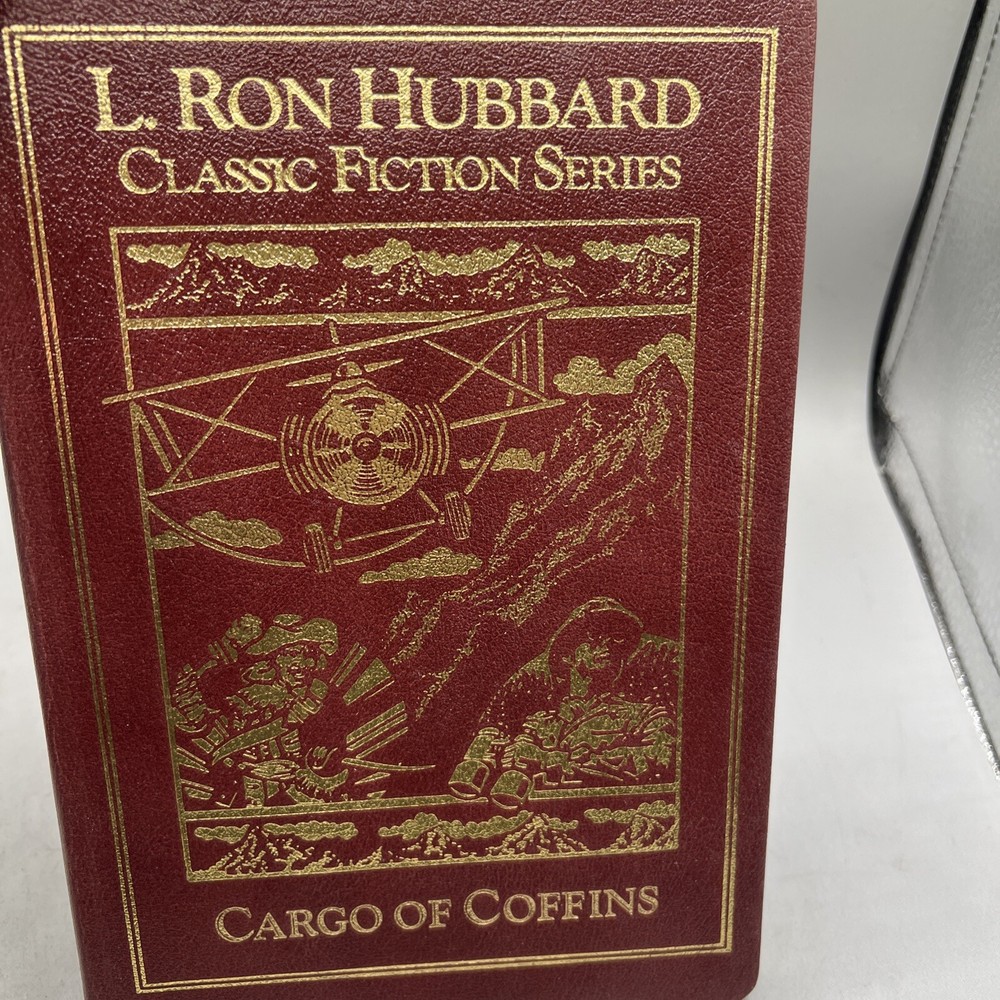 L. RON HUBBARD
CLASSIC FICTION SERIES
CARGO OF COFFINS